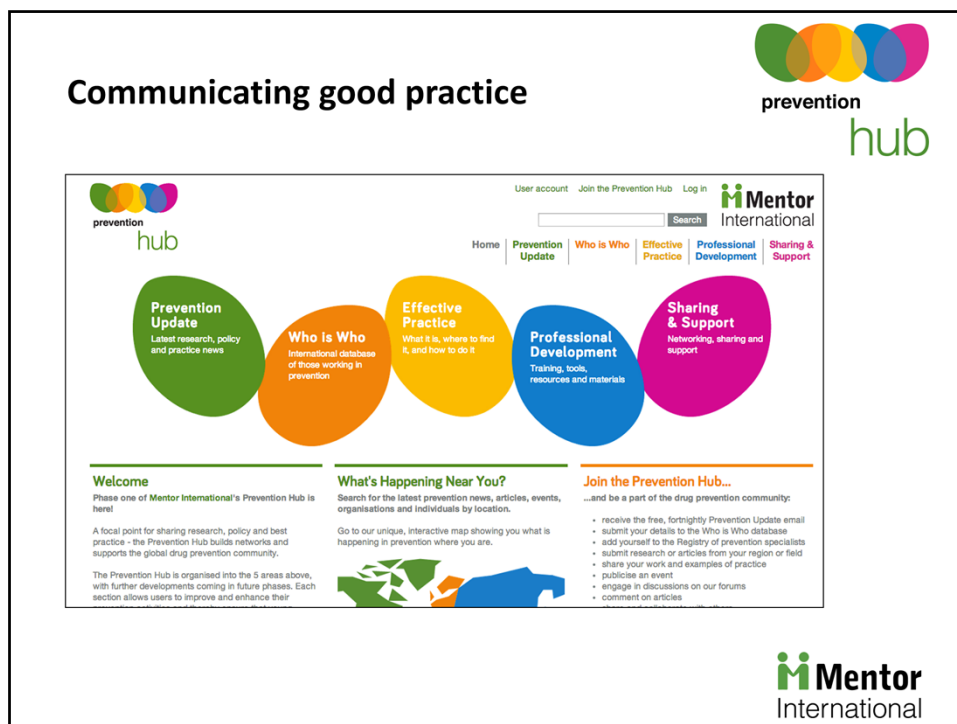 Communicating good practice
prevention
hub
prevention
hub
User account Join the Prevention Hub Log in
Search
Mentor
International
Home
Prevention
Update
Who is Who
Effective
Practice
Professional
Development
Sharing &
Support
Prevention
Update
Latest research, policy
and practice news
Who is Who
International database
of those working in
prevention
Effective
Practice
What it is, where to find
it, and how to do it
Professional
Development
Training, tools,
resources and materials
Sharing
& Support
Networking, sharing and
support
Welcome
Phase one of Mentor International's Prevention Hub is
here!
A focal point for sharing research, policy and best
practice - the Prevention Hub builds networks and
supports the global drug prevention community.
The Prevention Hub is organised into the 5 areas above,
with further developments coming in future phases. Each
section allows users to improve and enhance their
What's Happening Near You?
Search for the latest prevention news, articles, events,
organisations and individuals by location.
Go to our unique, interactive map showing you what is
happening in prevention where you are.
Join the Prevention Hub...
...and be a part of the drug prevention community:
• receive the free, fortnightly Prevention Update email
• submit your details to the Who is Who database
• add yourself to the Registry of prevention specialists
• submit research or articles from your region or field
• share your work and examples of practice
• publicise an event
• engage in discussions on our forums
• comment on articles
Mentor
International